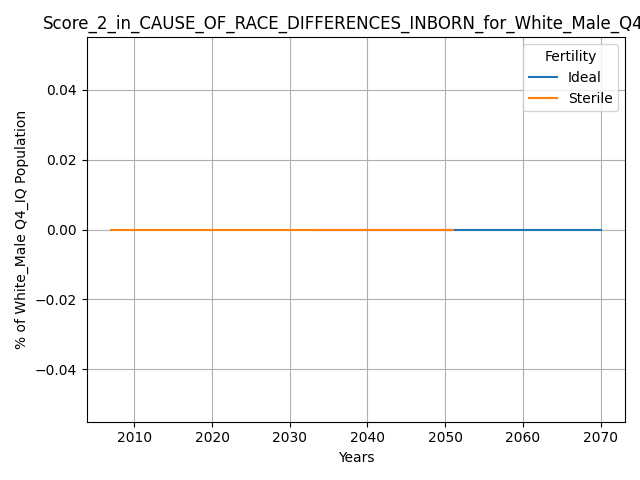 Score_2_in_CAUSE_OF_RACE_DIFFERENCES_INBORN_for_White_Male_Q4
Fertility
Ideal
Sterile
0.04
0.02
0.00
−0.02
−0.04
% of White_Male Q4_IQ Population
2010 2020 2030 2040 2050 2060 2070
Years